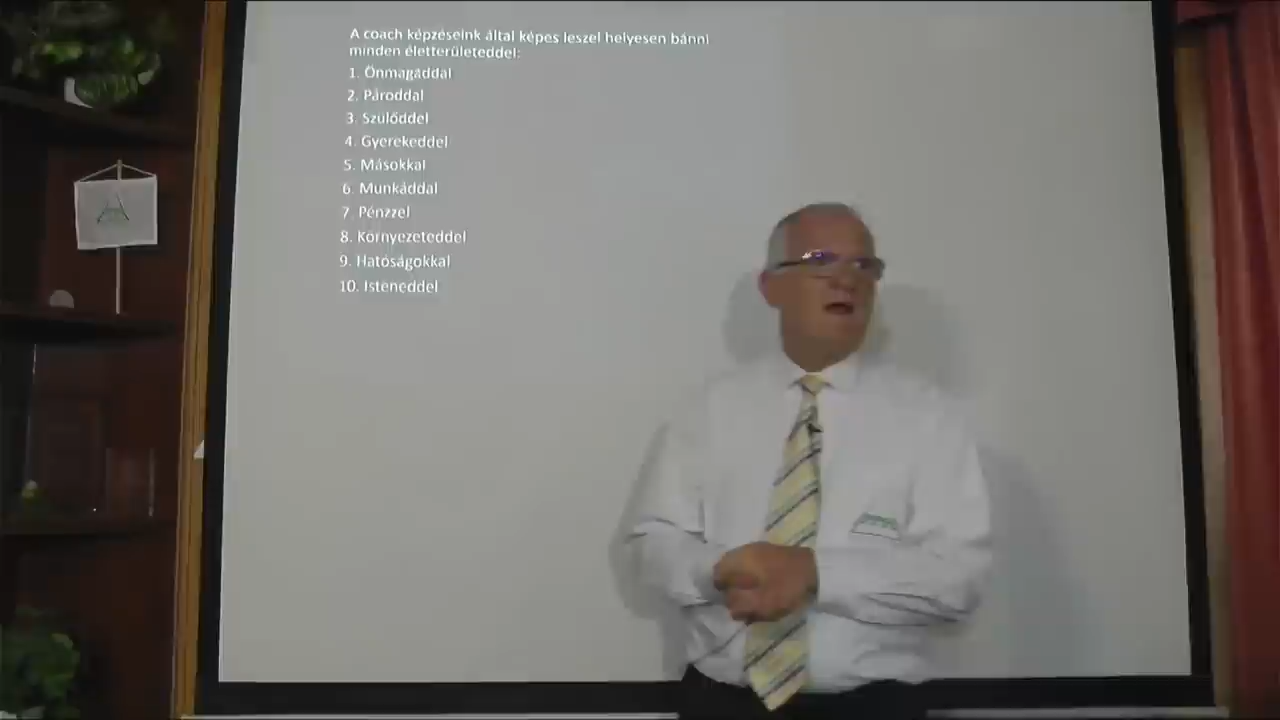 A coach képzéseink által képes leszel helyesen bánni
minden életterületeddel:
1. Önmagáddal
2. Pároddal
3. Szülőddel
4. Gyerekeddel
5. Másokkal
6. Munkáddal
7. Pénzzel
8. Környezeteddel
9. Hatóságokkal
10. Isteneddel